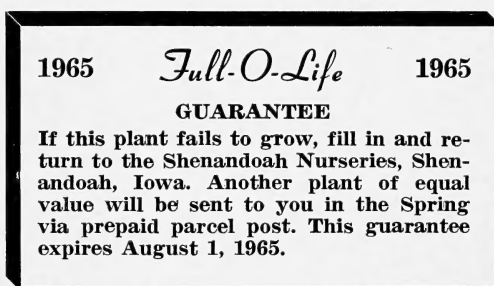 1965 Full-O-Life 1965
GUARANTEE
If this plant fails to grow, fill in and re-
turn to the Shenandoah Nurseries, Shen-
andoah, Iowa. Another plant of equal
value will be sent to you in the Spring
via prepaid parcel post. This guarantee
expires August 1, 1965.